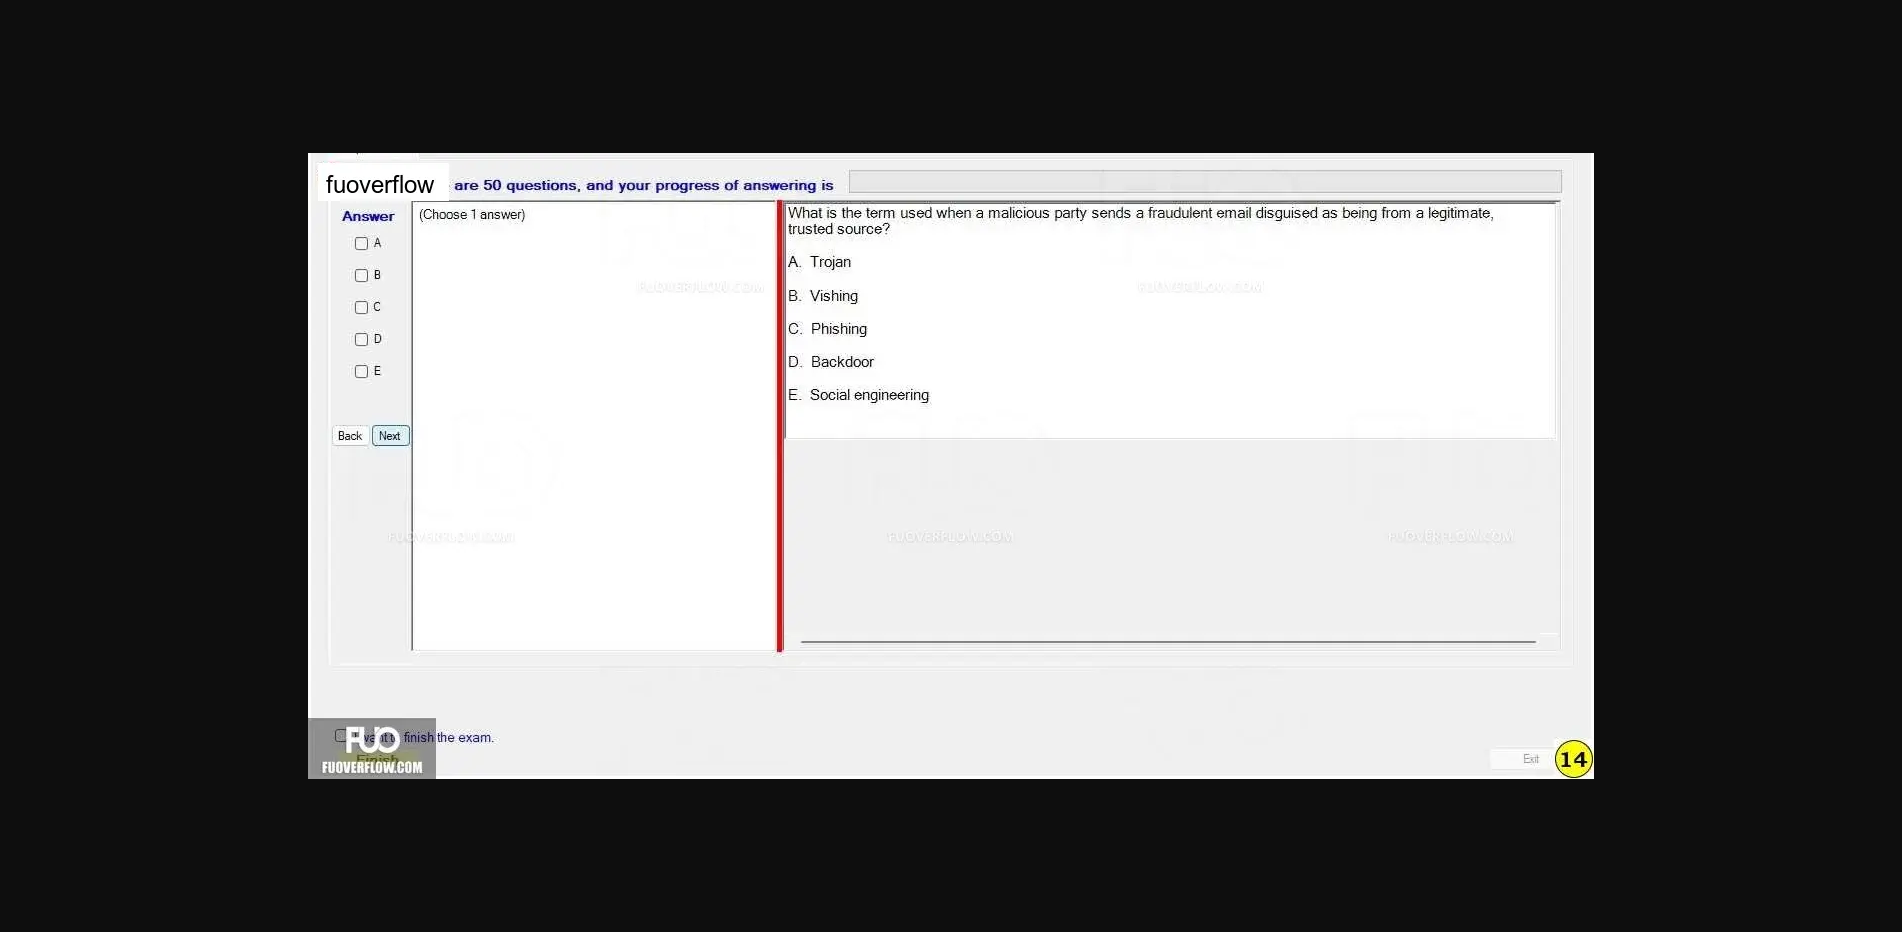 fuoverflow are 50 questions, and your progress of answering is
Answer
(Choose 1 answer)
A
B
C
D
E
Back Next
What is the term used when a malicious party sends a fraudulent email disguised as being from a legitimate,
trusted source?
A. Trojan
B. Vishing
C. Phishing
D. Backdoor
E. Social engineering
FUOVERFLOW.COM
FUOVERFLOW.COM
FUOVERFLOW.COM
FUOVERFLOW.COM
FUOVERFLOW.COM
I want to finish the exam.
FUO
Finish
FUOVERFLOW.COM
Exit
14